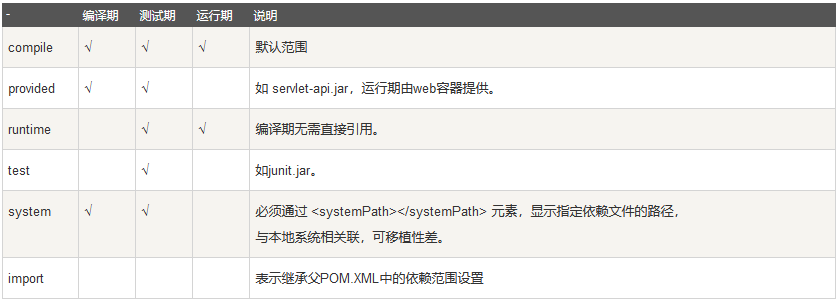 - 编译期 测试期 运行期 说明
compile √ √ √ 默认范围
provided √ √ 如 servlet-api.jar，运行期由web容器提供。
runtime √ √ 编译期无需直接引用。
test √ 如junit.jar。
system √ √ 必须通过 <systemPath></systemPath> 元素，显示指定依赖文件的路径，
与本地系统相关联，可移植性差。
import 表示继承父POM.XML中的依赖范围设置